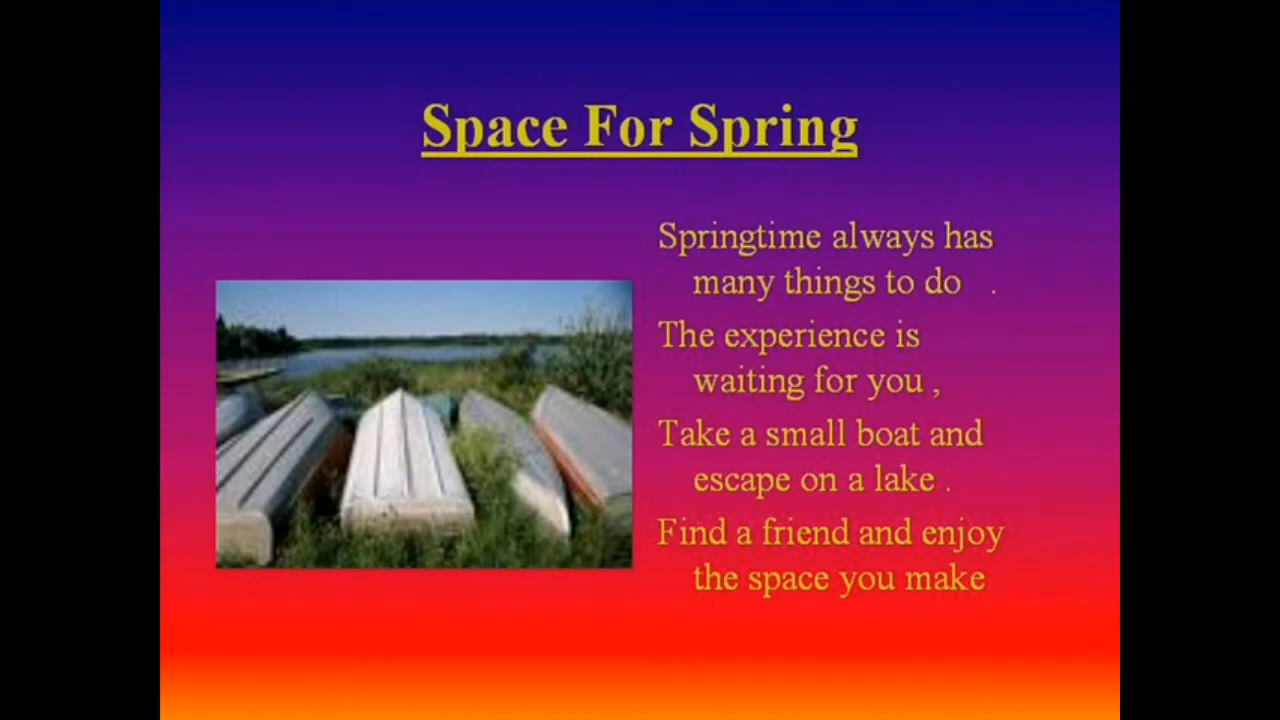 Space For Spring
Springtime always has
many things to do .
The experience is
waiting for you ,
Take a small boat and
escape on a lake .
Find a friend and enjoy
the space you make